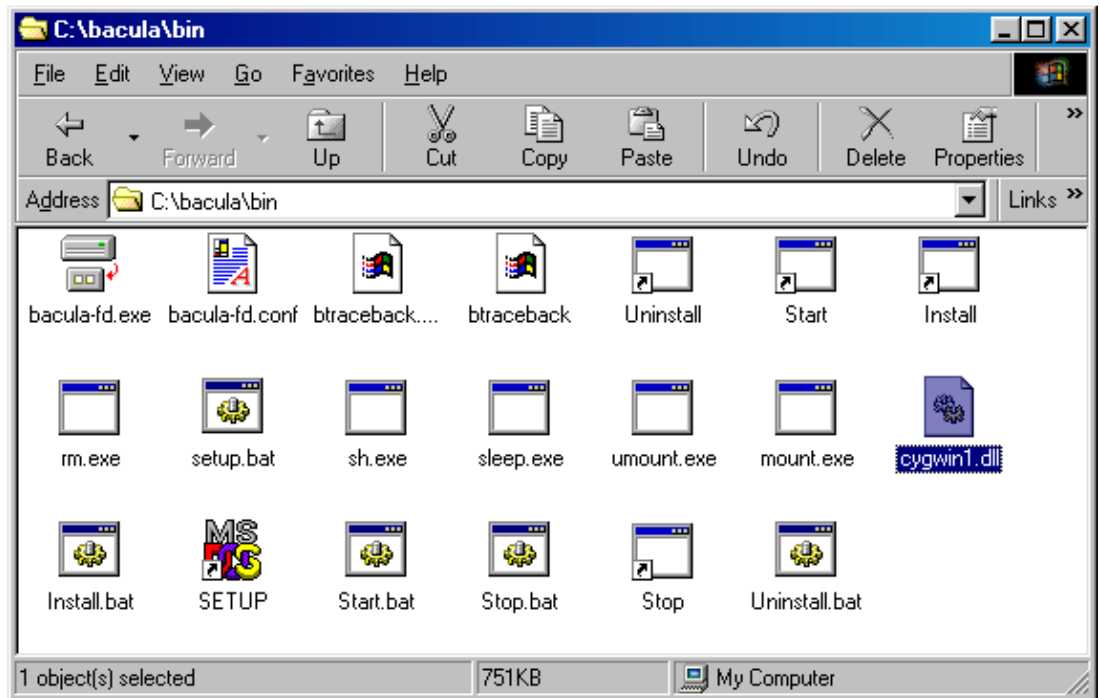 C:\bacula\bin
File Edit View Go Favorites Help
Back Forward Up Cut Copy Paste Undo Delete Properties »
Address C:\bacula\bin Links »
bacula-fd.exe bacula-fd.conf btraceback.... btraceback Uninstall Start Install
rm.exe setup.bat sh.exe sleep.exe umount.exe mount.exe cygwin1.dll
MS
Install.bat SETUP Start.bat Stop.bat Stop Uninstall.bat
1 object(s) selected 751KB My Computer